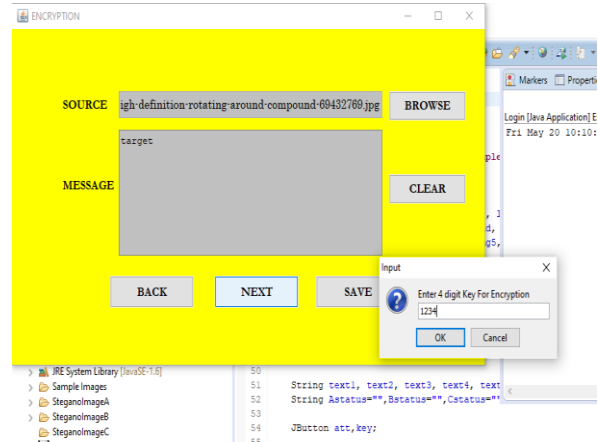 ENCRYPTION
SOURCE igh-definition-rotating-around-compound-69432769.jpg BROWSE
MESSAGE target CLEAR
BACK NEXT SAVE
Input
Enter 4 digit Key For Encryption
1234
OK Cancel
Markers Properti
Login [Java Application] E
Fri May 20 10:10:
ple
, l
d,
g5,
JRE System Library [JavaSE-1.6]
Sample Images
SteganoImageA
SteganoImageB
SteganoImageC
50
51 String text1, text2, text3, text4, text
52 String Astatus="",Bstatus="",Cstatus=""
53
54 JButton att,key;
55